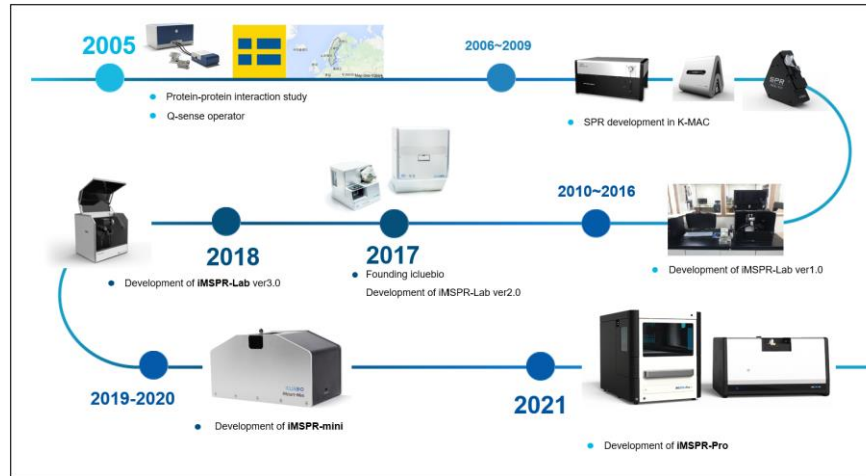 2005
Protein-protein interaction study
Q-sense operator
2006~2009
SPR
SPR development in K-MAC
2010~2016
Development of iMSPR-Lab ver1.0
2017
Founding icluebio
Development of iMSPR-Lab ver2.0
2018
Development of iMSPR-Lab ver3.0
2019-2020
Development of iMSPR-mini
2021
Development of iMSPR-Pro